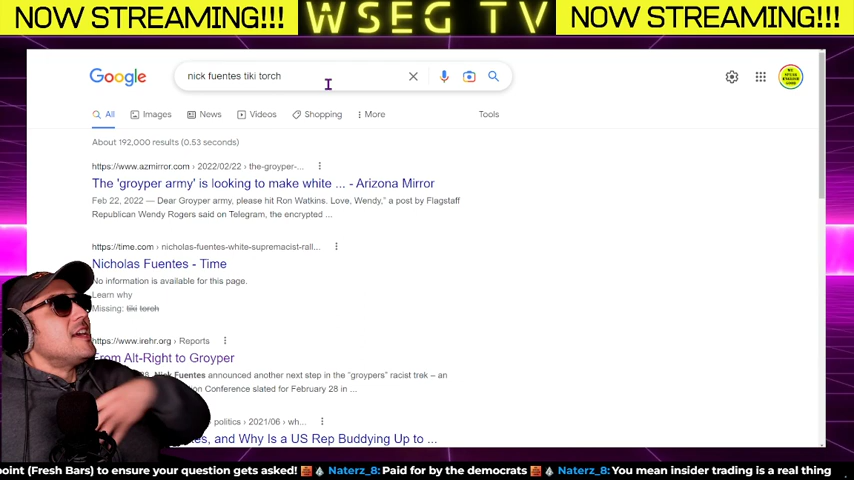 NOW STREAMING!!! WSEG TV NOW STREAMING!!!
Google
nick fuentes tiki torch
All Images News Videos Shopping More Tools
About 192,000 results (0.53 seconds)
https://www.azmirror.com › 2022/02/22 › the-groyper-...
The 'groyper army' is looking to make white ... - Arizona Mirror
Feb 22, 2022 — Dear Groyper army, please hit Ron Watkins. Love, Wendy," a post by Flagstaff
Republican Wendy Rogers said on Telegram, the encrypted ...
https://time.com › nicholas-fuentes-white-supremacist-rall...
Nicholas Fuentes - Time
No information is available for this page.
Learn why
Missing: tiki torch
https://www.irehr.org › Reports
From Alt-Right to Groyper
Nick Fuentes announced another next step in the "groypers" racist trek – an
Conference slated for February 28 in ...
politics › 2021/06 › wh...
and Why Is a US Rep Buddying Up to ...
point (Fresh Bars) to ensure your question gets asked! Naterz_8: Paid for by the democrats Naterz_8: You mean insider trading is a real thing